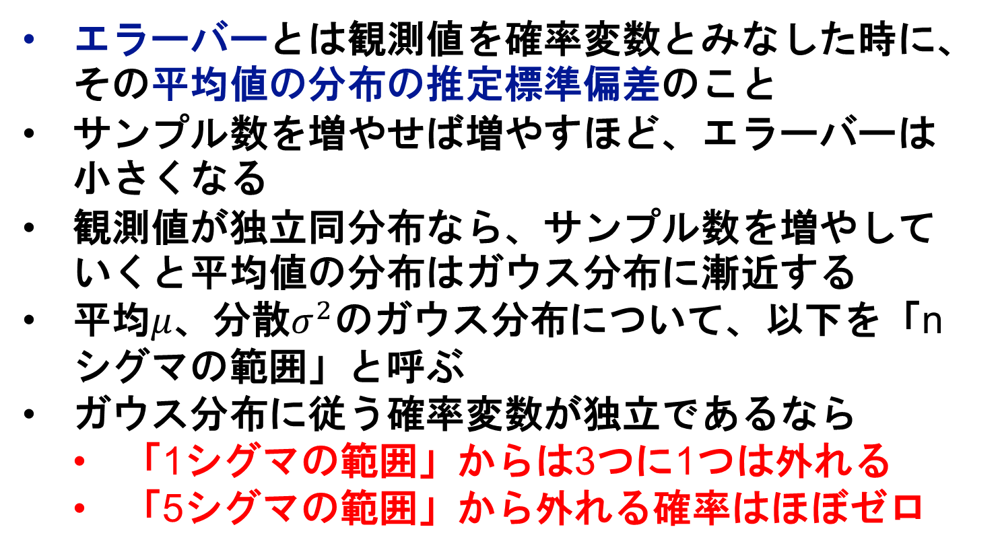 • エラーバーとは観測値を確率変数とみなした時に、
その平均値の分布の推定標準偏差のこと
• サンプル数を増やせば増やすほど、エラーバーは
小さくなる
• 観測値が独立同分布なら、サンプル数を増やして
いくと平均値の分布はガウス分布に漸近する
• 平均μ、分散σ²のガウス分布について、以下を「n
シグマの範囲」と呼ぶ
• ガウス分布に従う確率変数が独立であるなら
• 「1シグマの範囲」からは3つに1つは外れる
• 「5シグマの範囲」から外れる確率はほぼゼロ